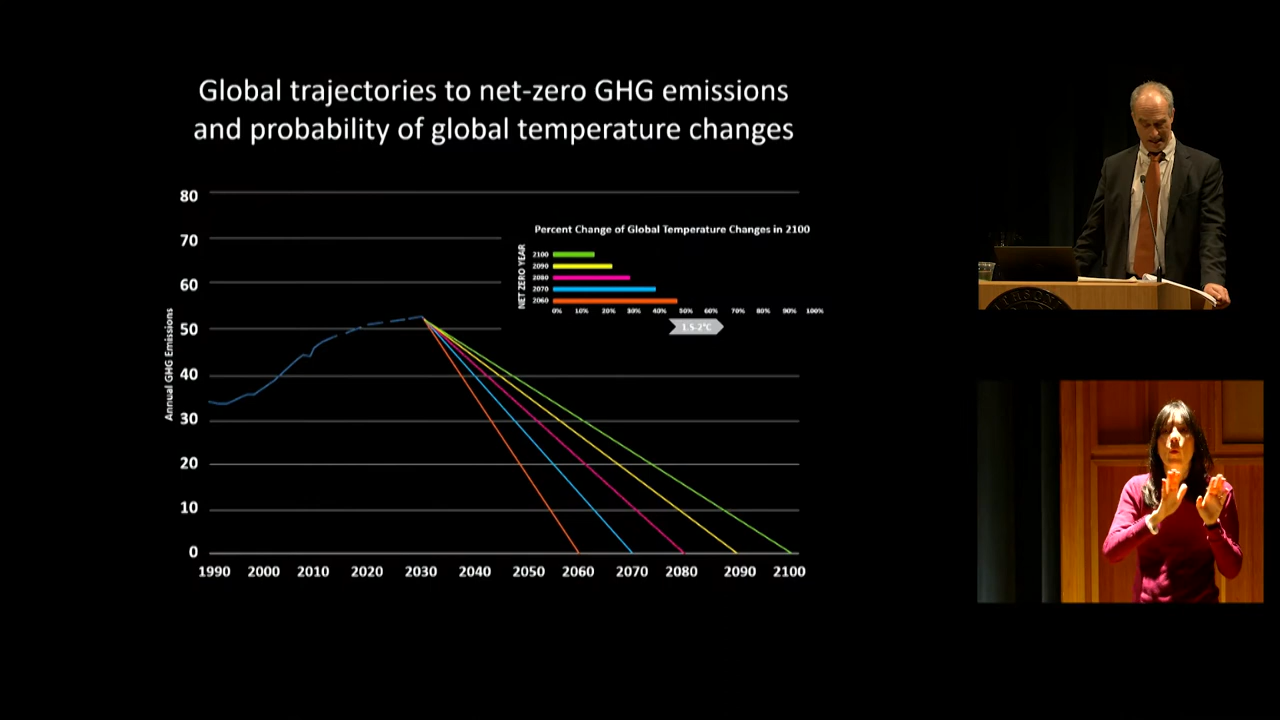 Global trajectories to net-zero GHG emissions
and probability of global temperature changes
Annual GHG Emissions
80
70
60
50
40
30
20
10
0
1990 2000 2010 2020 2030 2040 2050 2060 2070 2080 2090 2100
Percent Change of Global Temperature Changes in 2100
NET ZERO YEAR
2100
2090
2080
2070
2060
0% 10% 20% 30% 40% 50% 60% 70% 80% 90% 100%
1.5-2°C